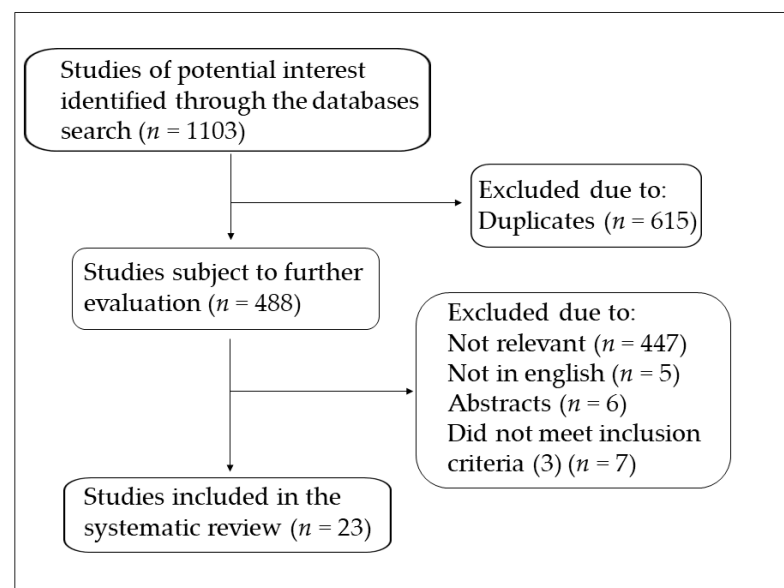 Studies of potential interest
identified through the databases
search (n = 1103)
Excluded due to:
Duplicates (n = 615)
Studies subject to further
evaluation (n = 488)
Excluded due to:
Not relevant (n = 447)
Not in english (n = 5)
Abstracts (n = 6)
Did not meet inclusion
criteria (3) (n = 7)
Studies included in the
systematic review (n = 23)